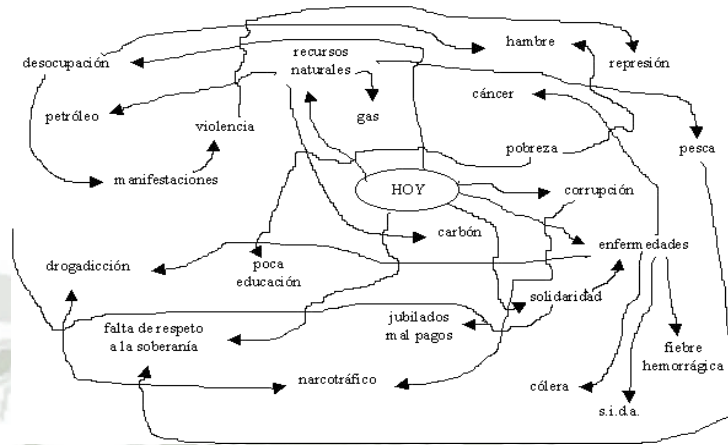 hambre
recursos
naturales
desocupación
represión
cáncer
petróleo
gas
violencia
pobreza
pesca
manifestaciones
HOY
corrupción
carbón
enfermedades
drogadicción
poca
educación
solidaridad
jubilados
mal pagos
falta de respeto
a la soberanía
fiebre
hemorrágica
narcotráfico
cólera
s.i.d.a.